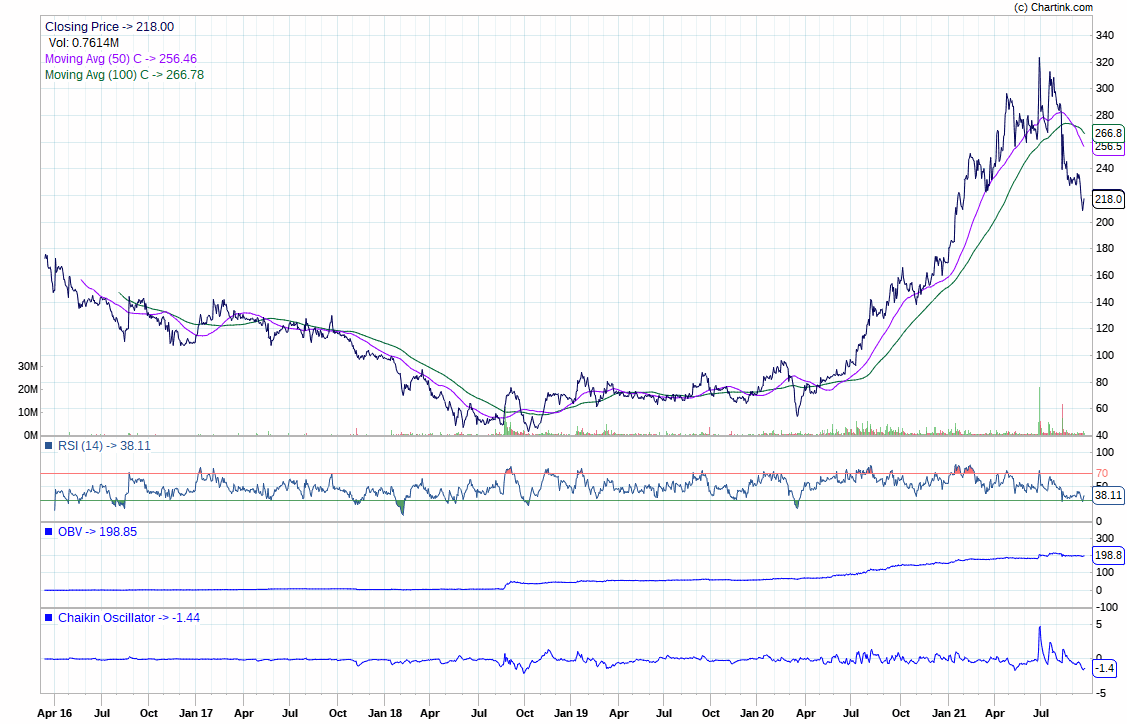 (c) Chartink.com
Closing Price -> 218.00
Vol: 0.7614M
Moving Avg (50) C -> 256.46
Moving Avg (100) C -> 266.78
340
320
300
280
266.8
256.5
240
218.0
200
180
160
140
120
100
80
60
40
30M
20M
10M
0M
RSI (14) -> 38.11
100
70
50
38.11
0
OBV -> 198.85
300
198.8
100
0
-100
Chaikin Oscillator -> -1.44
5
0
-1.4
-5
Apr 16 Jul Oct Jan 17 Apr Jul Oct Jan 18 Apr Jul Oct Jan 19 Apr Jul Oct Jan 20 Apr Jul Oct Jan 21 Apr Jul